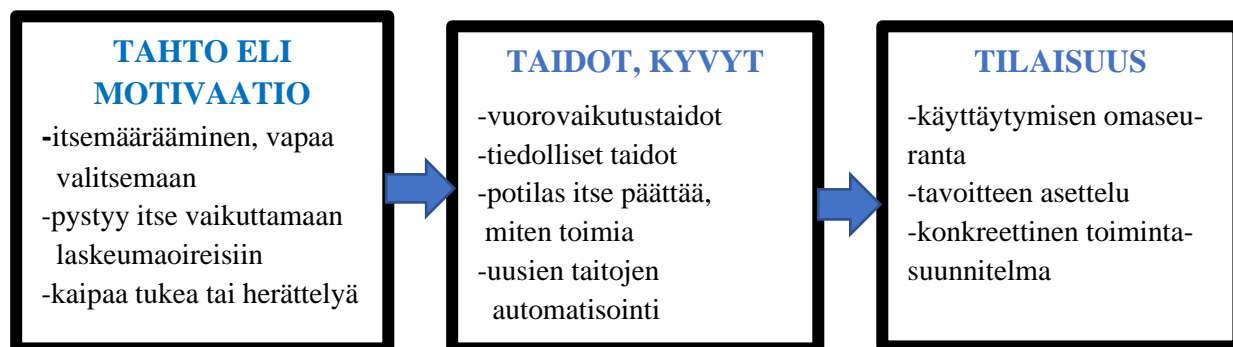 TAHTO ELI
MOTIVAATIO
-itsemäärääminen, vapaa
valitsemaan
-pystyy itse vaikuttamaan
laskeumaoireisiin
-kaipaa tukea tai herättelyä
TAIDOT, KYVYT
-vuorovaikutustaidot
-tiedolliset taidot
-potilas itse päättää,
miten toimia
-uusien taitojen
automatisointi
TILAISUUS
-käyttäytymisen omaseu-
ranta
-tavoitteen asettelu
-konkreettinen toiminta-
suunnitelma